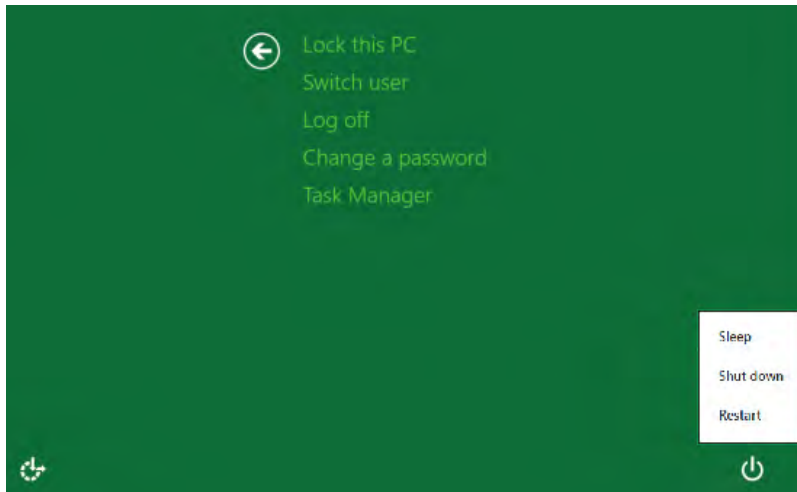 Lock this PC
Switch user
Log off
Change a password
Task Manager
Sleep
Shut down
Restart